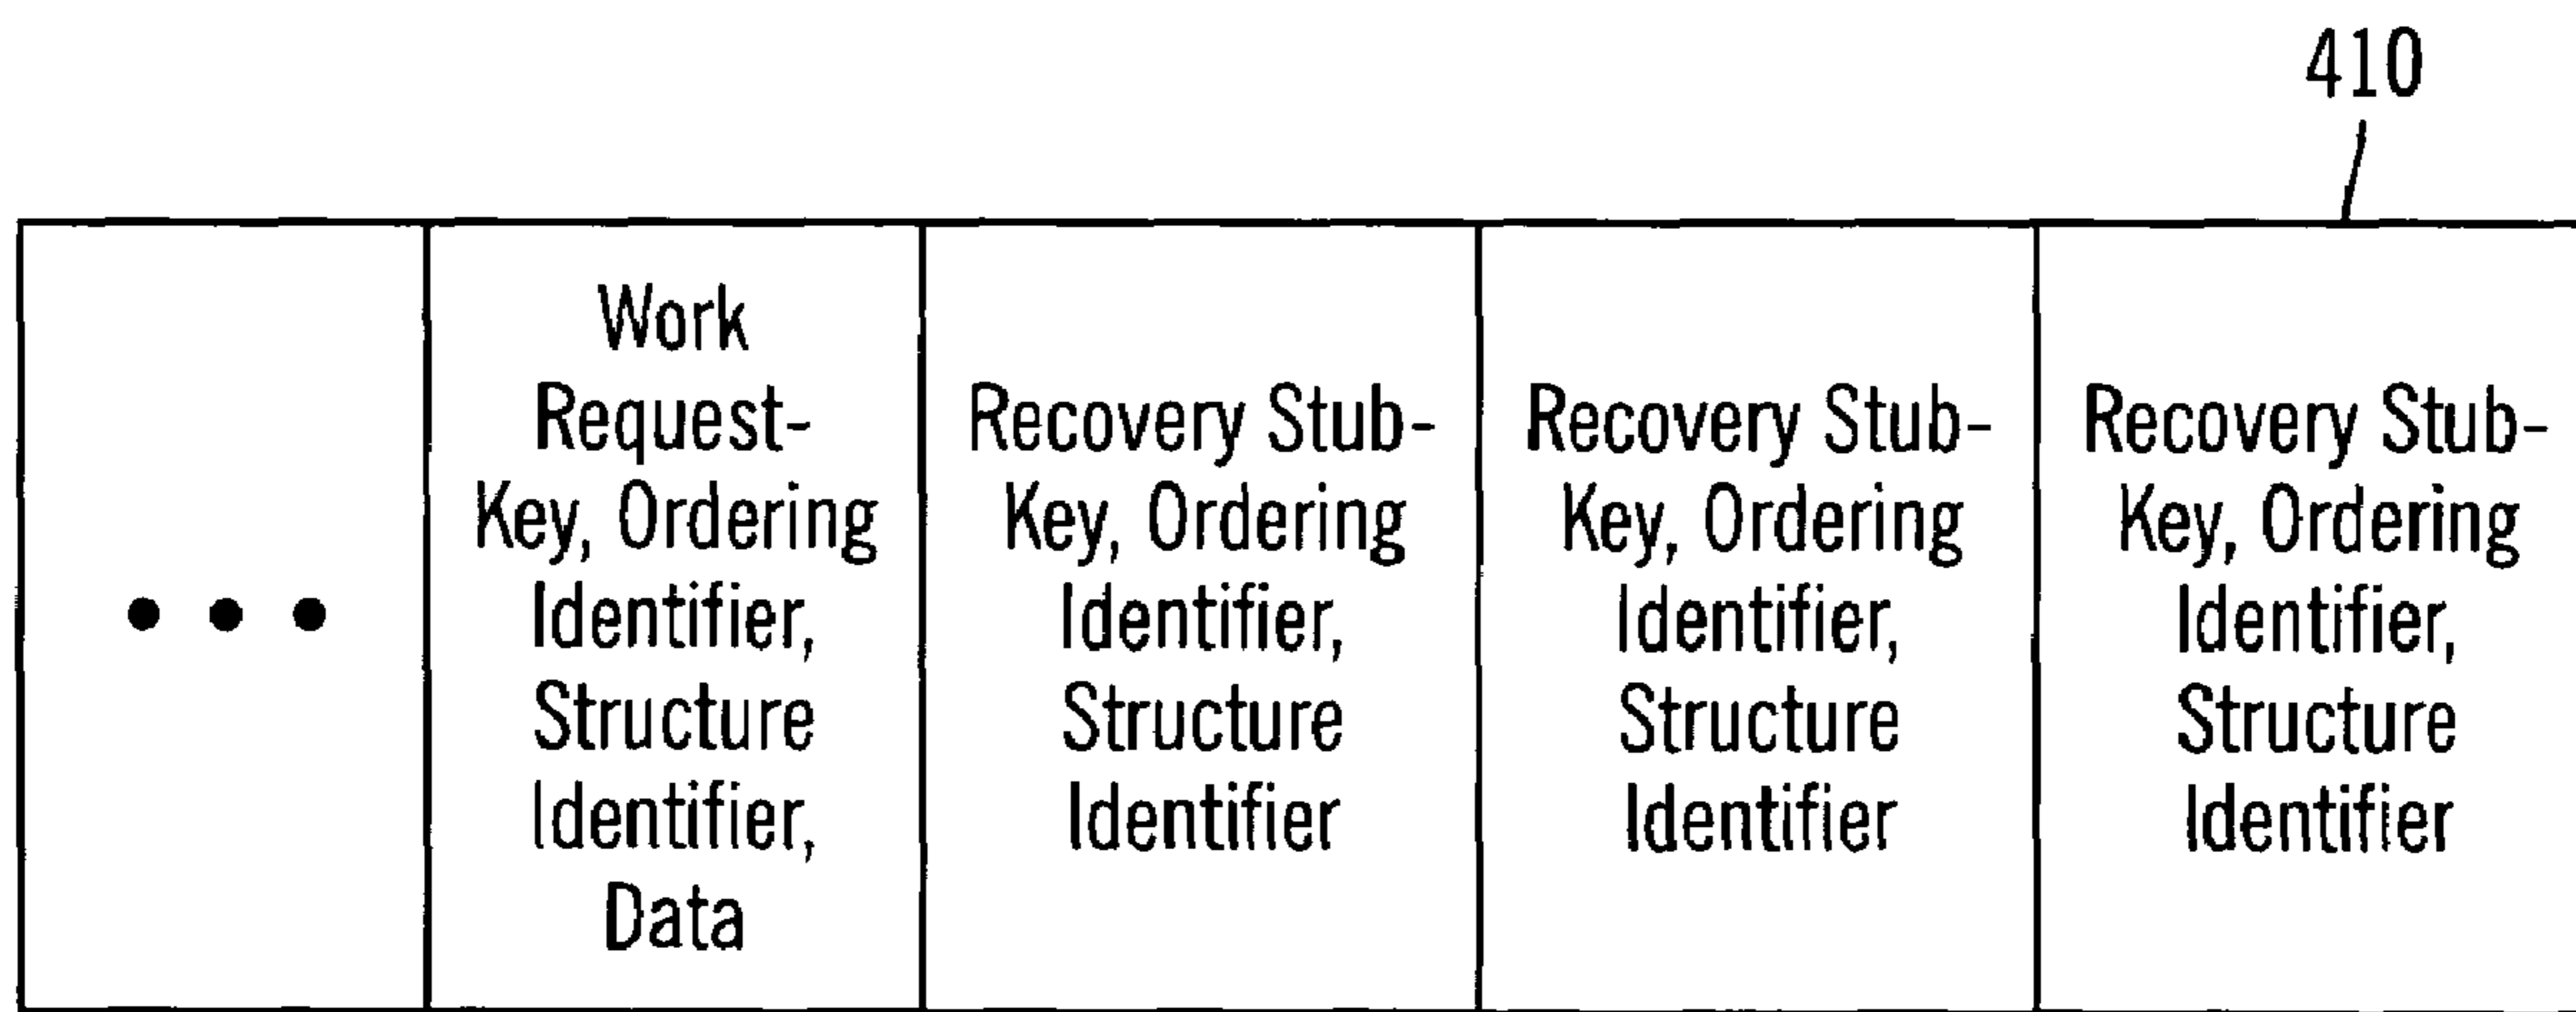 410
• • •
Work
Request-
Key, Ordering
Identifier,
Structure
Identifier,
Data
Recovery Stub-
Key, Ordering
Identifier,
Structure
Identifier
Recovery Stub-
Key, Ordering
Identifier,
Structure
Identifier
Recovery Stub-
Key, Ordering
Identifier,
Structure
Identifier